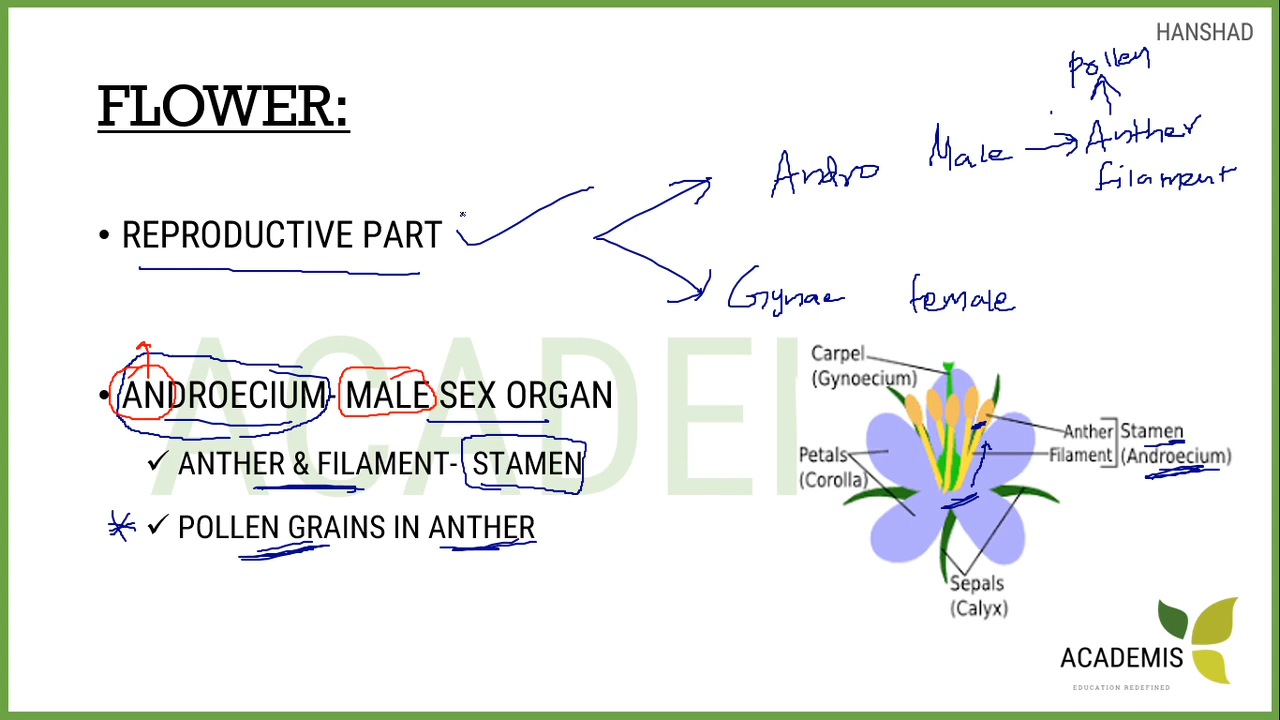 HANSHAD
FLOWER:
pollen
Andro Male → Anther
filament
• REPRODUCTIVE PART
Gynae female
• ANDROECIUM- MALE SEX ORGAN
✓ ANTHER & FILAMENT- STAMEN
✓ POLLEN GRAINS IN ANTHER
Carpel
(Gynoecium)
Anther
Filament
Stamen
(Androecium)
Petals
(Corolla)
Sepals
(Calyx)
ACADEMIS
EDUCATION REDEFINED
ACADEMI